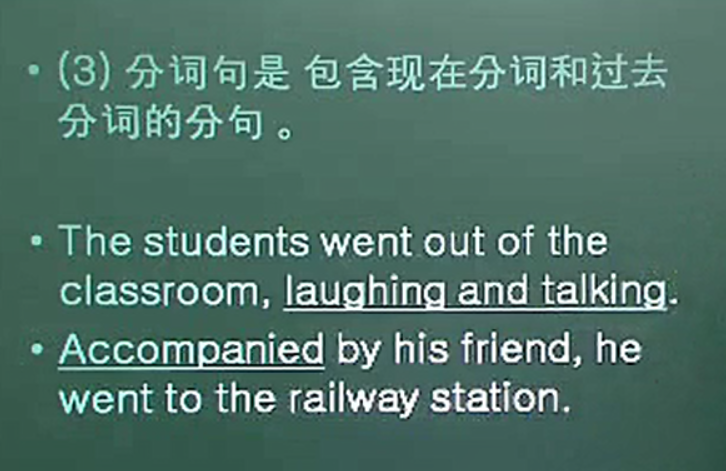 • (3) 分词句是 包含现在分词和过去
分词的分句 。
• The students went out of the
classroom, laughing and talking.
• Accompanied by his friend, he
went to the railway station.